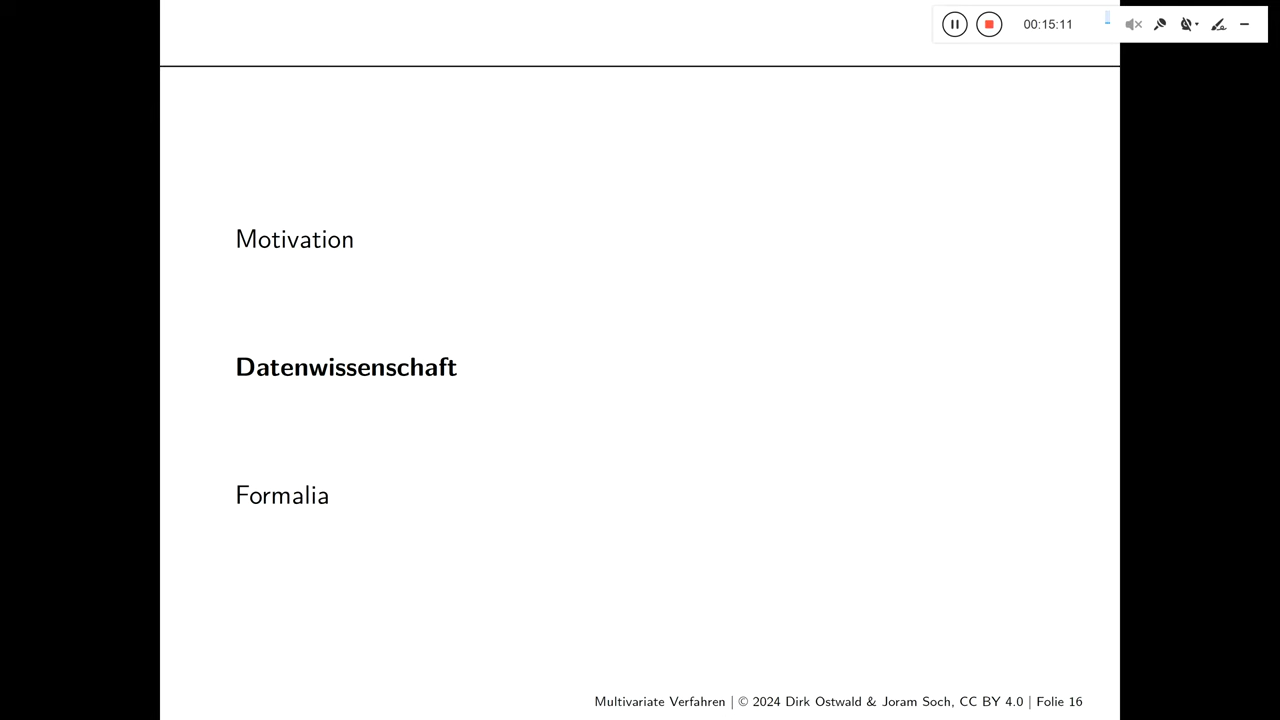 00:15:11
Motivation
Datenwissenschaft
Formalia
Multivariate Verfahren | © 2024 Dirk Ostwald & Joram Soch, CC BY 4.0 | Folie 16